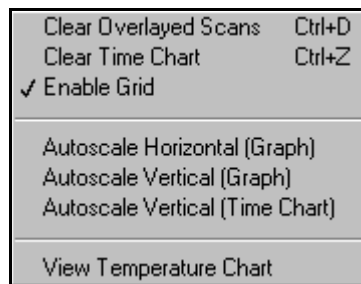 Clear Overlayed Scans Ctrl+D
Clear Time Chart Ctrl+Z
✓ Enable Grid
Autoscale Horizontal (Graph)
Autoscale Vertical (Graph)
Autoscale Vertical (Time Chart)
View Temperature Chart